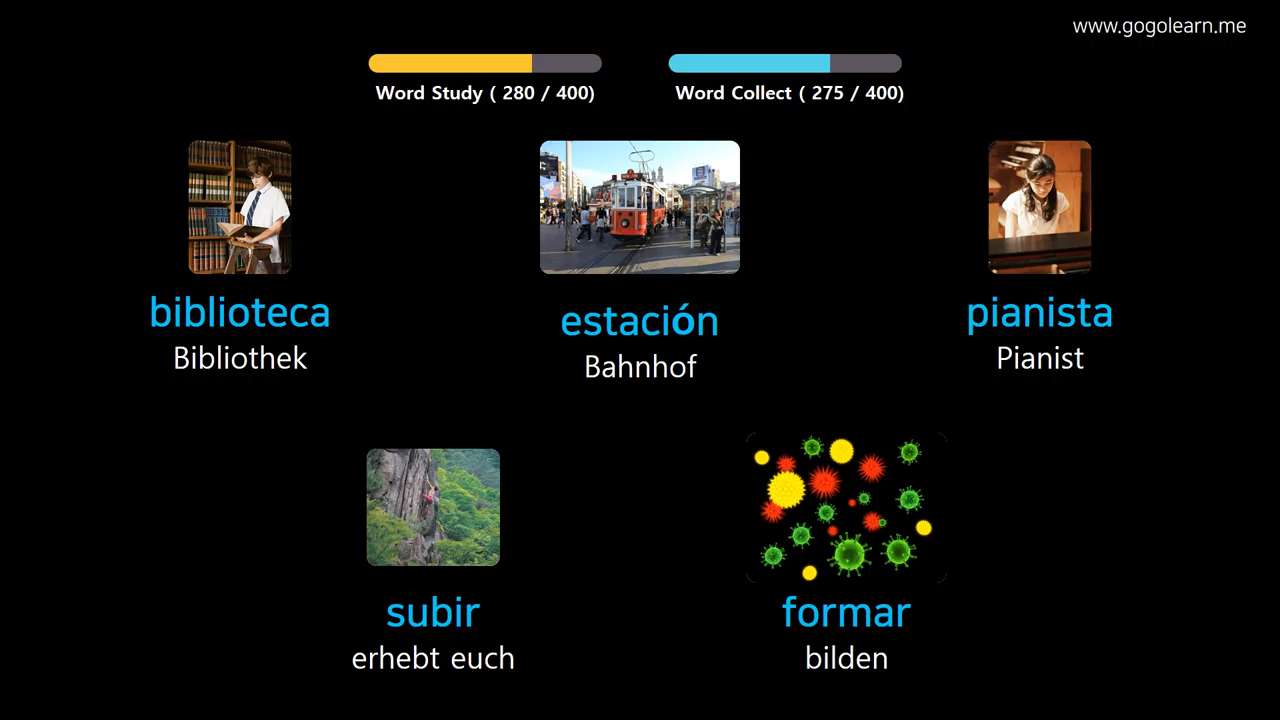 www.gogolearn.me
Word Study ( 280 / 400)
Word Collect ( 275 / 400)
biblioteca
Bibliothek
estación
Bahnhof
pianista
Pianist
subir
erhebt euch
formar
bilden